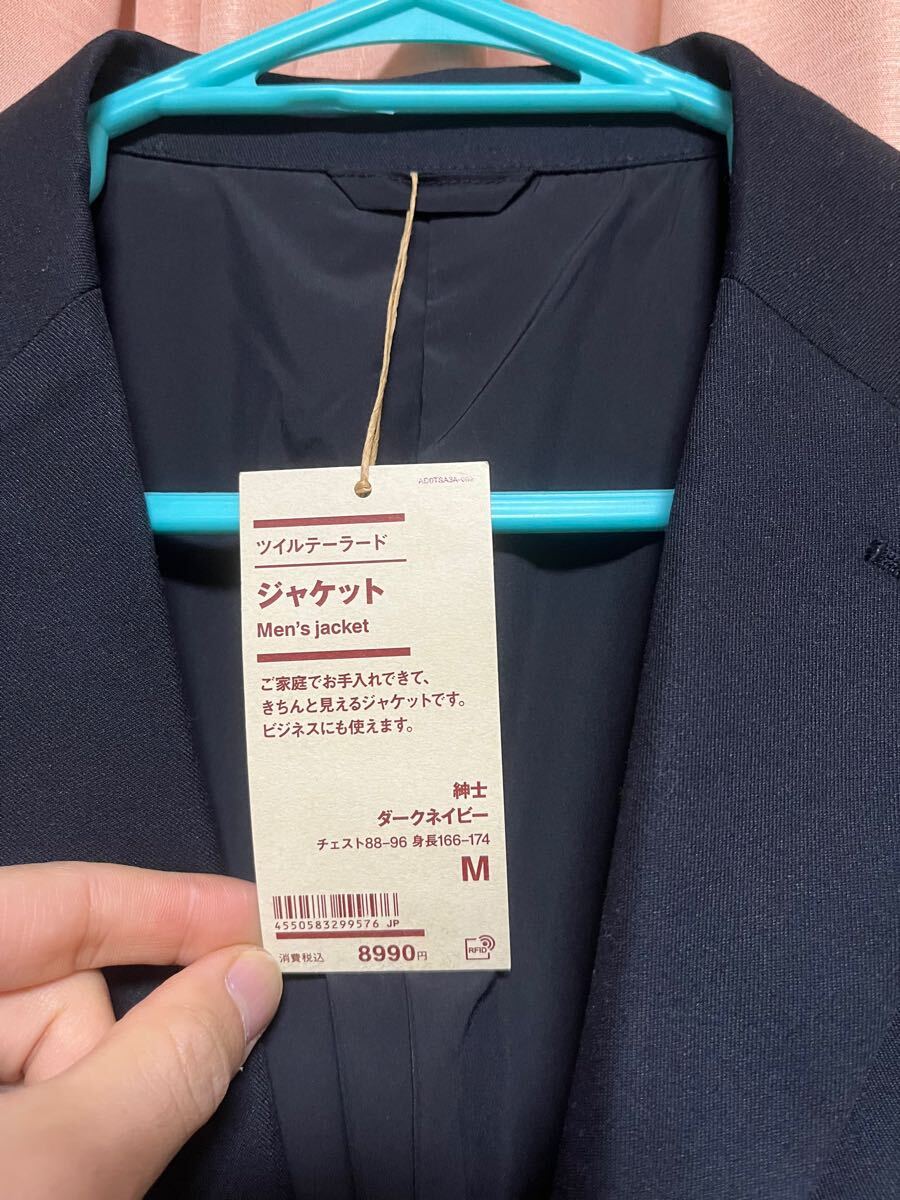 ツイルテーラード
ジャケット
Men's jacket
ご家庭でお手入れできて、
きちんと見えるジャケットです。
ビジネスにも使えます。
紳士
ダークネイビー
チェスト88–96 身長166–174
M
4550583299576 JP
消費税込 8990円
RFID